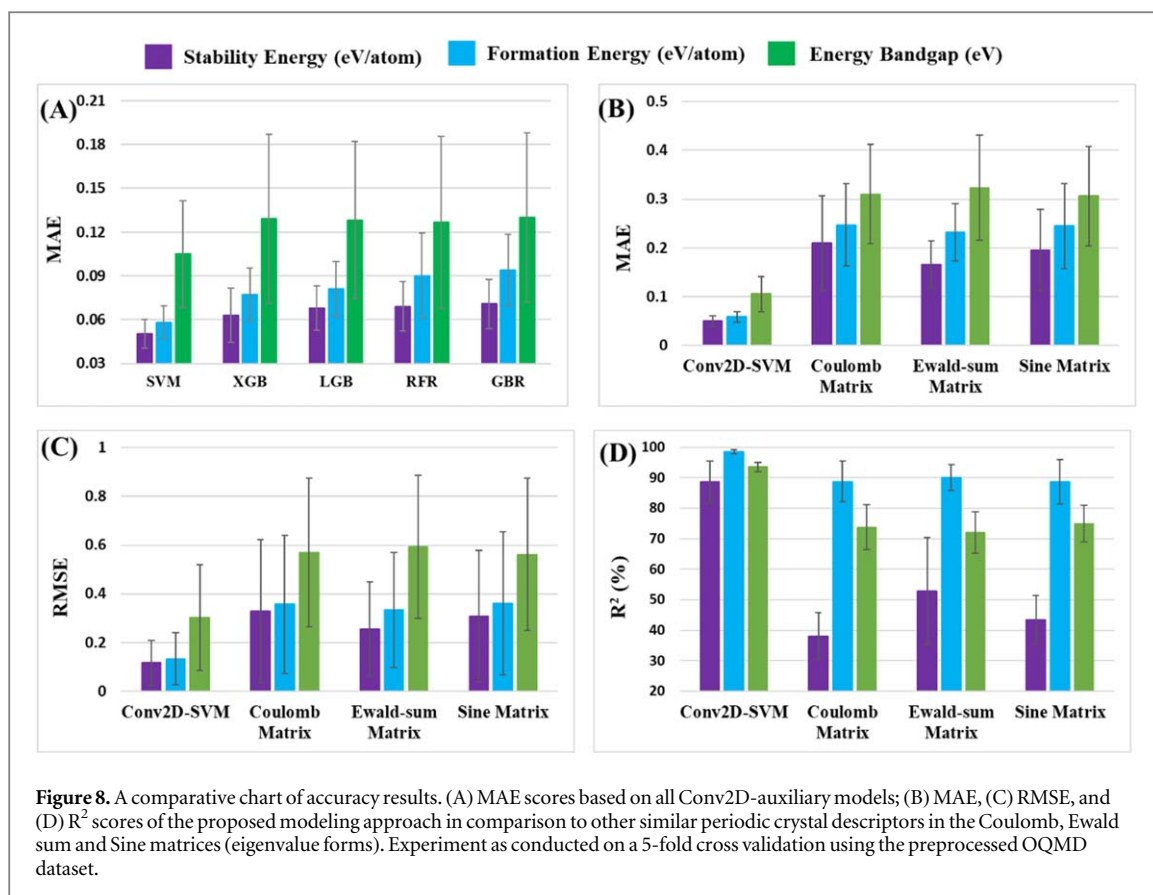 Stability Energy (eV/atom) Formation Energy (eV/atom) Energy Bandgap (eV)
(A)
MAE
0.21
0.18
0.15
0.12
0.09
0.06
0.03
SVM XGB LGB RFR GBR
(B)
MAE
0.5
0.4
0.3
0.2
0.1
0
Conv2D-SVM Coulomb Matrix Ewald-sum Matrix Sine Matrix
(C)
RMSE
1
0.8
0.6
0.4
0.2
0
Conv2D-SVM Coulomb Matrix Ewald-sum Matrix Sine Matrix
(D)
R² (%)
100
90
80
70
60
50
40
30
20
Conv2D-SVM Coulomb Matrix Ewald-sum Matrix Sine Matrix
Figure 8. A comparative chart of accuracy results. (A) MAE scores based on all Conv2D-auxiliary models; (B) MAE, (C) RMSE, and
(D) R² scores of the proposed modeling approach in comparison to other similar periodic crystal descriptors in the Coulomb, Ewald
sum and Sine matrices (eigenvalue forms). Experiment as conducted on a 5-fold cross validation using the preprocessed OQMD
dataset.